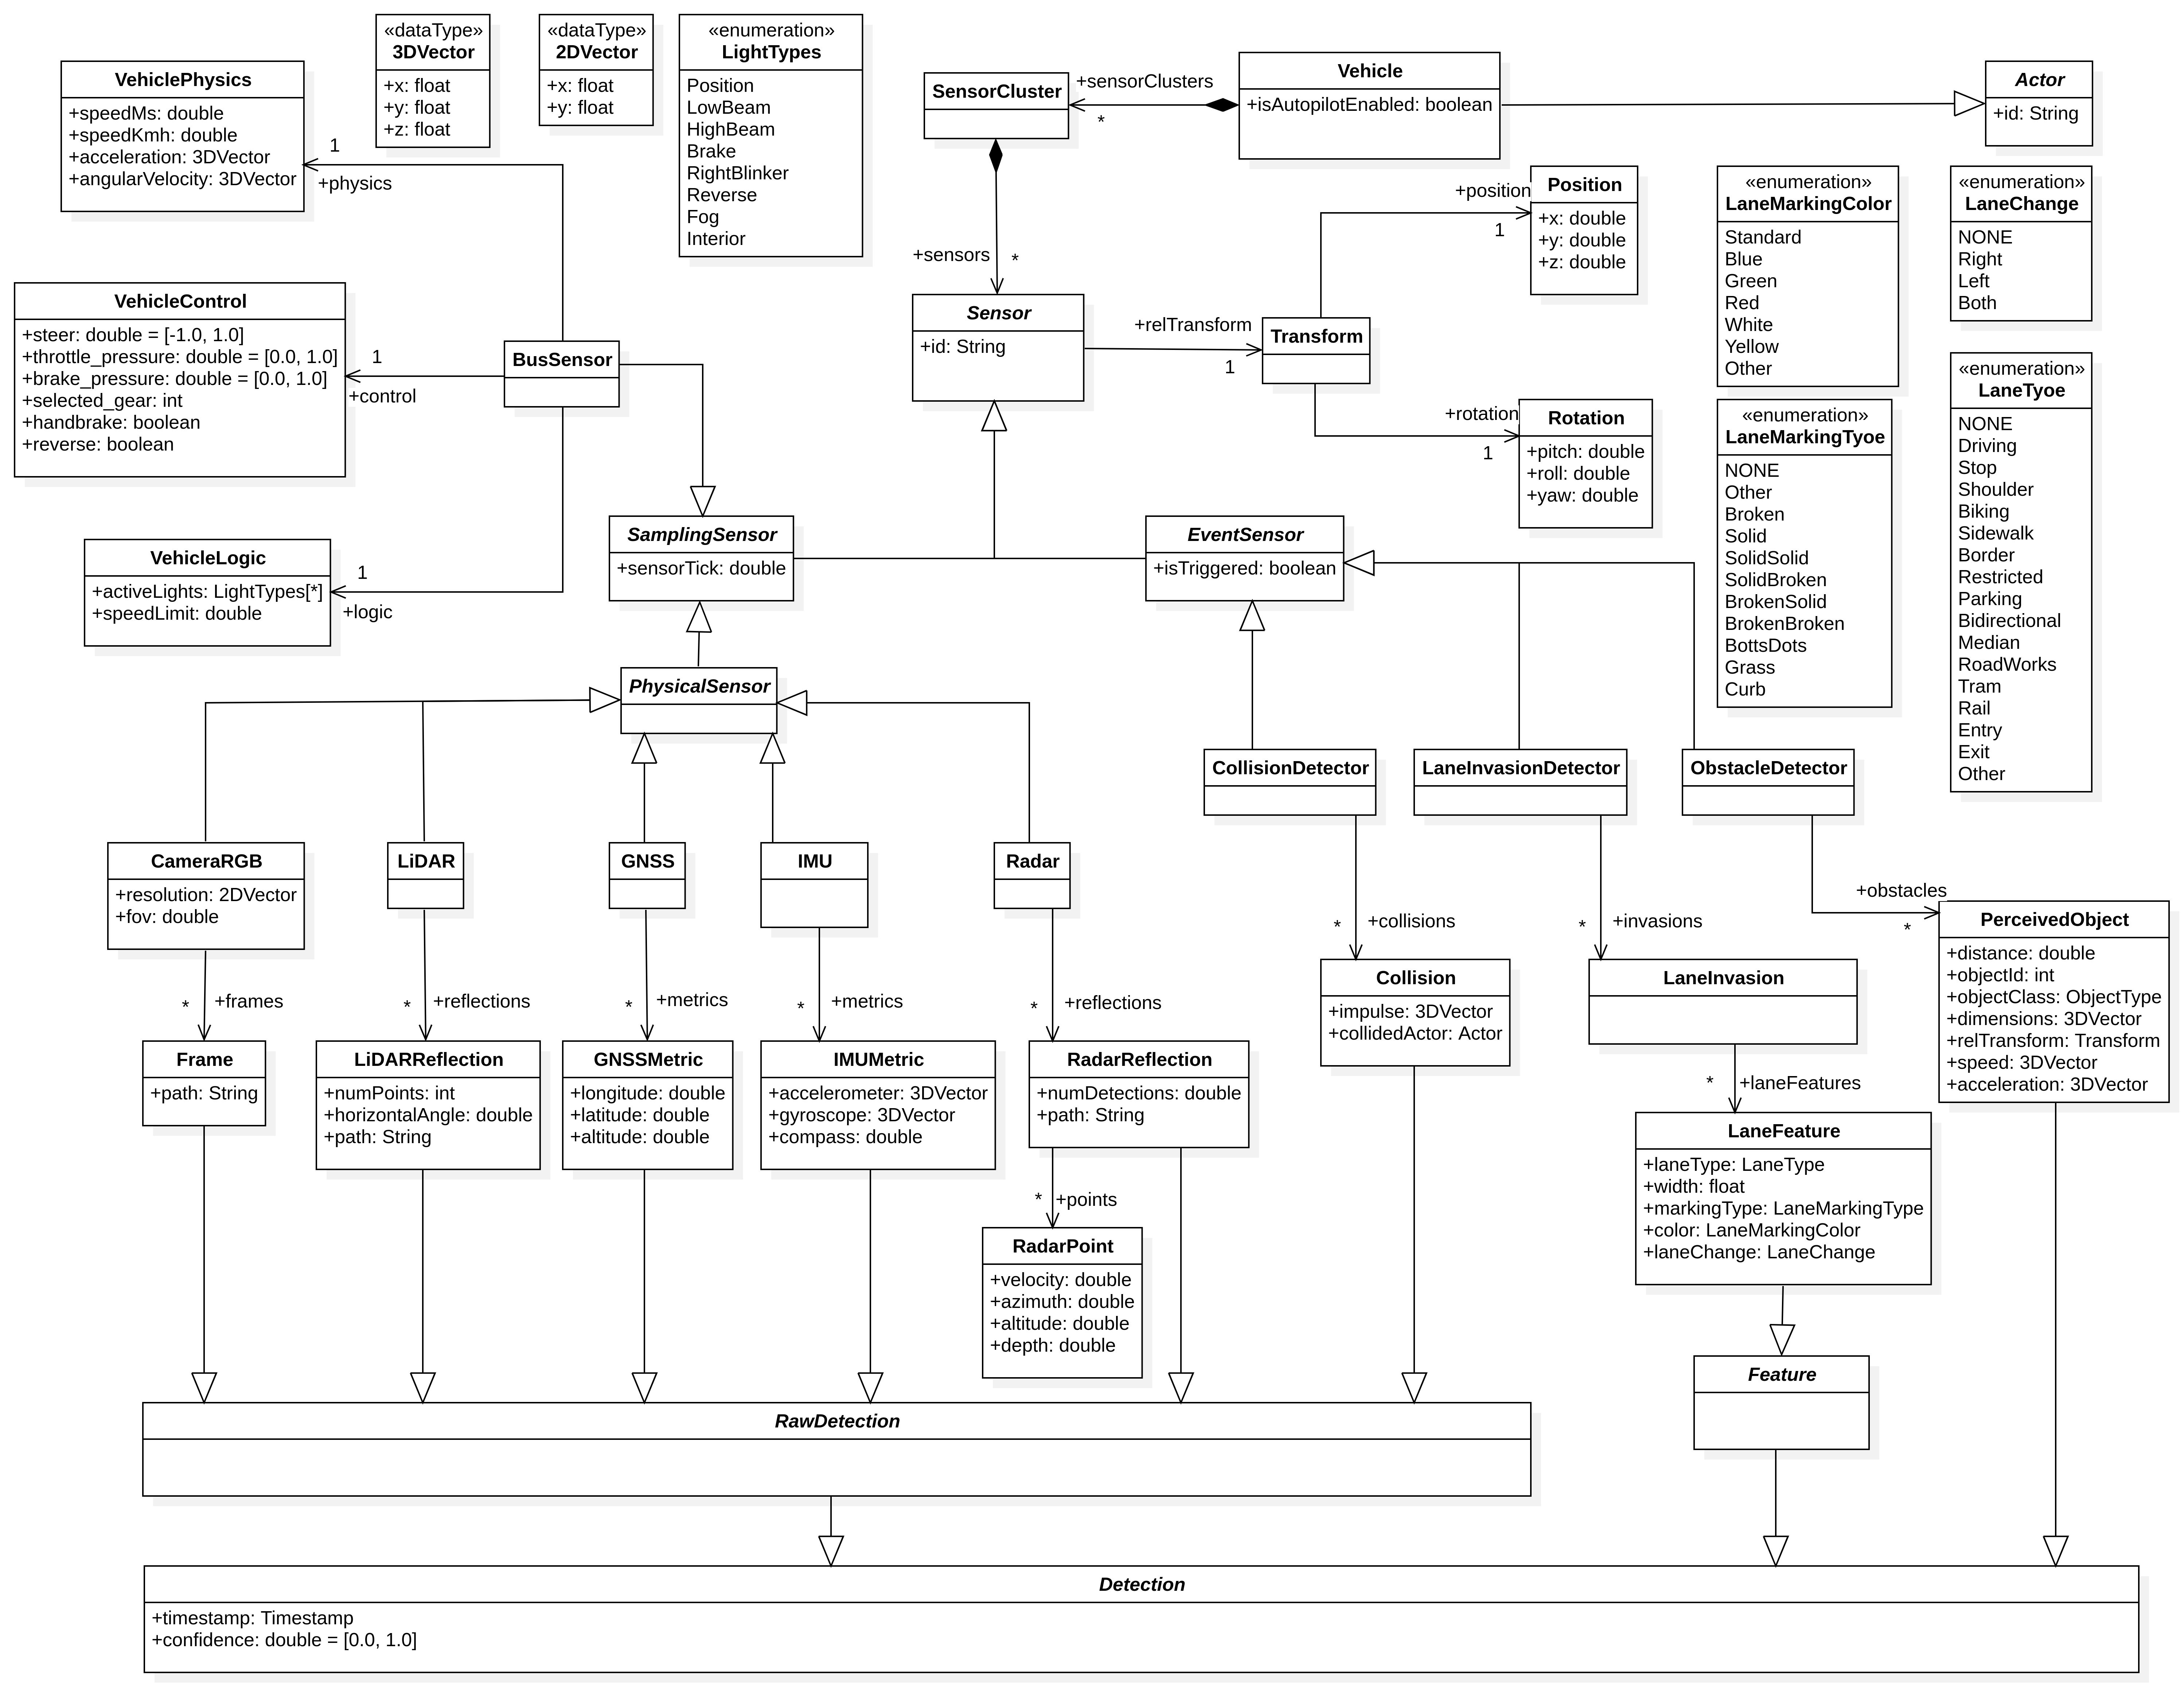 «dataType»
3DVector
+x: float
+y: float
+z: float
«dataType»
2DVector
+x: float
+y: float
«enumeration»
LightTypes
Position
LowBeam
HighBeam
Brake
RightBlinker
Reverse
Fog
Interior
VehiclePhysics
+speedMs: double
+speedKmh: double
+acceleration: 3DVector
+angularVelocity: 3DVector
1
+physics
SensorCluster
+sensorClusters
*
Vehicle
+isAutopilotEnabled: boolean
Actor
+id: String
+sensors
*
+position
1
Position
+x: double
+y: double
+z: double
«enumeration»
LaneMarkingColor
Standard
Blue
Green
Red
White
Yellow
Other
«enumeration»
LaneChange
NONE
Right
Left
Both
VehicleControl
+steer: double = [-1.0, 1.0]
+throttle_pressure: double = [0.0, 1.0]
+brake_pressure: double = [0.0, 1.0]
+selected_gear: int
+handbrake: boolean
+reverse: boolean
1
+control
BusSensor
Sensor
+id: String
+relTransform
1
Transform
+rotation
1
Rotation
+pitch: double
+roll: double
+yaw: double
«enumeration»
LaneMarkingTyoe
NONE
Other
Broken
Solid
SolidSolid
SolidBroken
BrokenSolid
BrokenBroken
BottsDots
Grass
Curb
«enumeration»
LaneTyoe
NONE
Driving
Stop
Shoulder
Biking
Sidewalk
Border
Restricted
Parking
Bidirectional
Median
RoadWorks
Tram
Rail
Entry
Exit
Other
VehicleLogic
+activeLights: LightTypes[*]
+speedLimit: double
1
+logic
SamplingSensor
+sensorTick: double
EventSensor
+isTriggered: boolean
PhysicalSensor
CollisionDetector
LaneInvasionDetector
ObstacleDetector
CameraRGB
+resolution: 2DVector
+fov: double
LiDAR
GNSS
IMU
Radar
* +collisions
* +invasions
+obstacles
*
PerceivedObject
+distance: double
+objectId: int
+objectClass: ObjectType
+dimensions: 3DVector
+relTransform: Transform
+speed: 3DVector
+acceleration: 3DVector
* +frames
* +reflections
* +metrics
* +metrics
* +reflections
Collision
+impulse: 3DVector
+collidedActor: Actor
LaneInvasion
* +laneFeatures
Frame
+path: String
LiDARReflection
+numPoints: int
+horizontalAngle: double
+path: String
GNSSMetric
+longitude: double
+latitude: double
+altitude: double
IMUMetric
+accelerometer: 3DVector
+gyroscope: 3DVector
+compass: double
RadarReflection
+numDetections: double
+path: String
* +points
RadarPoint
+velocity: double
+azimuth: double
+altitude: double
+depth: double
LaneFeature
+laneType: LaneType
+width: float
+markingType: LaneMarkingType
+color: LaneMarkingColor
+laneChange: LaneChange
Feature
RawDetection
Detection
+timestamp: Timestamp
+confidence: double = [0.0, 1.0]